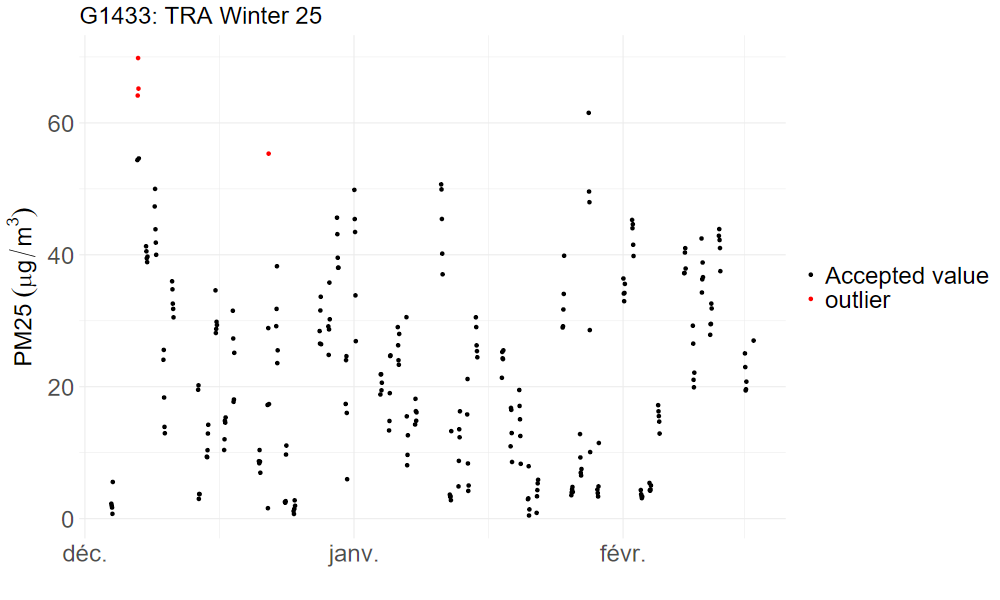 G1433: TRA Winter 25
PM25 (μg/m³)
60
40
20
0
déc.
janv.
févr.
Accepted value
outlier